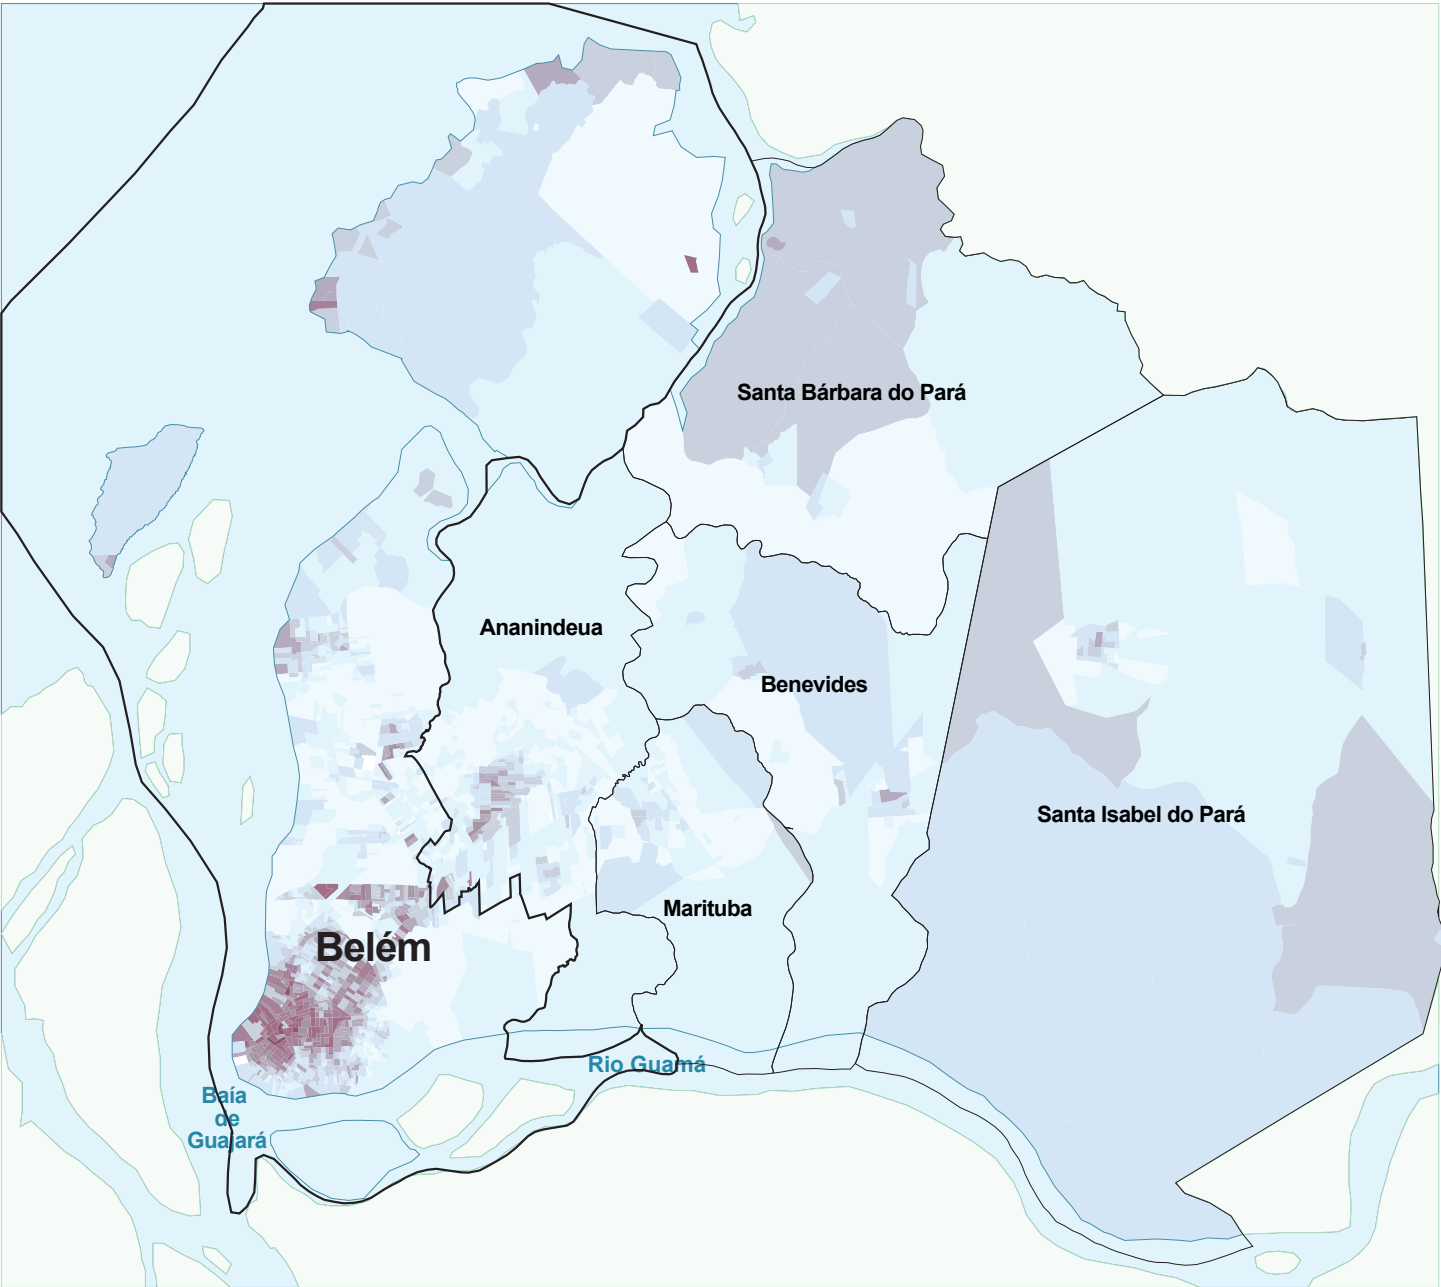 Santa Bárbara do Pará
Ananindeua
Benevides
Santa Isabel do Pará
Marituba
Belém
Rio Guamá
Baía
de
Guajará